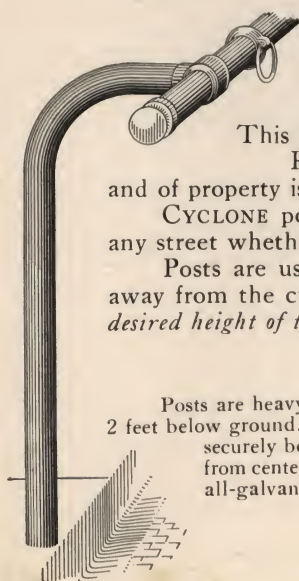 This
and of property is
CYCLONE po
any street wheth
Posts are us
away from the c
desired height of t
Posts are heavy
2 feet below ground.
securely be
from cente
all-galvan